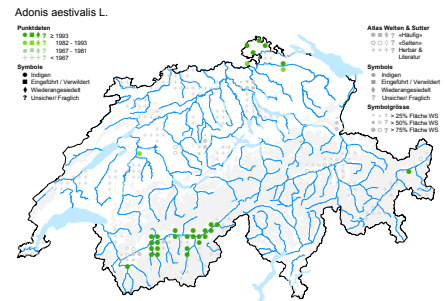 Adonis aestivalis L.
Punktdaten
? ≥ 1993
? 1982 - 1993
? 1967 - 1981
? < 1967
Symbole
Indigen
Eingeführt / Verwildert
Wiederangesiedelt
? Unsicher/ Fraglich
Atlas Welten & Sutter
? «Häufig»
? «Selten»
? Herbar &
Literatur
Symbole
Indigen
Eingeführt / Verwildert
Wiederangesiedelt
? Unsicher/ Fraglich
Symbolgrösse
> 25% Fläche WS
> 50% Fläche WS
> 75% Fläche WS